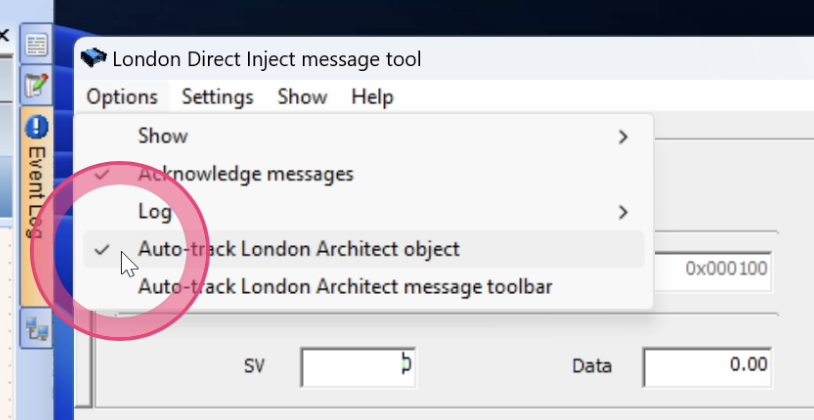 London Direct Inject message tool
Options Settings Show Help
Show
Acknowledge messages
Log
Auto-track London Architect object
Auto-track London Architect message toolbar
Event Log
0x000100
SV
Data 0.00